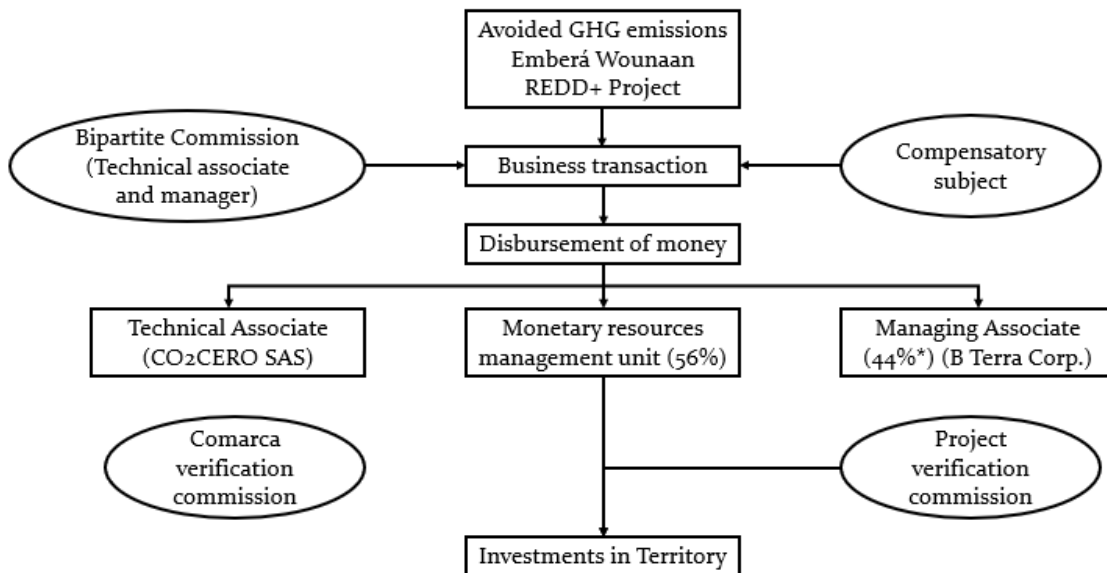 Avoided GHG emissions
Emberá Wounaan
REDD+ Project
Bipartite Commission
(Technical associate
and manager)
Business transaction
Compensatory
subject
Disbursement of money
Technical Associate
(CO2CERO SAS)
Monetary resources
management unit (56%)
Managing Associate
(44%*) (B Terra Corp.)
Comarca
verification
commission
Project
verification
commission
Investments in Territory